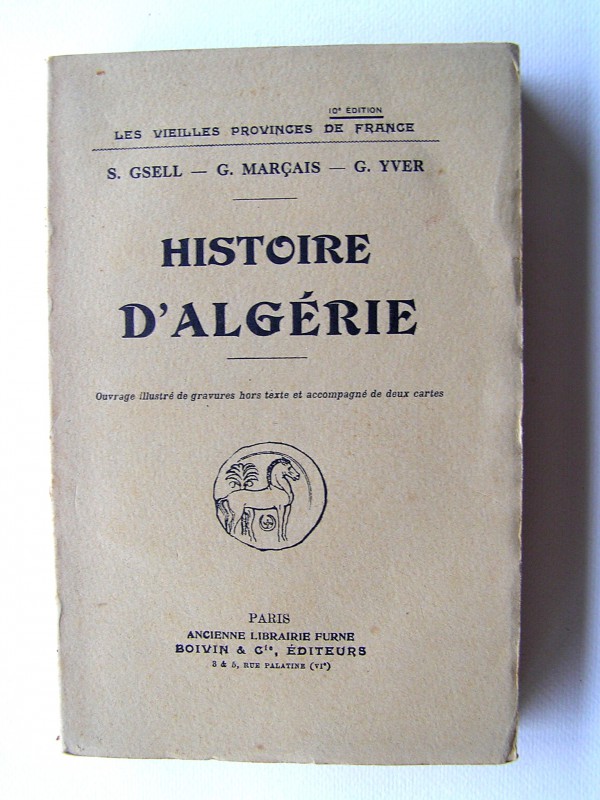 10e ÉDITION
LES VIEILLES PROVINCES DE FRANCE
S. GSELL — G. MARÇAIS — G. YVER
HISTOIRE
D'ALGÉRIE
Ouvrage illustré de gravures hors texte et accompagné de deux cartes
PARIS
ANCIENNE LIBRAIRIE FURNE
BOIVIN & Cie, ÉDITEURS
3 & 5, RUE PALATINE (VIe)